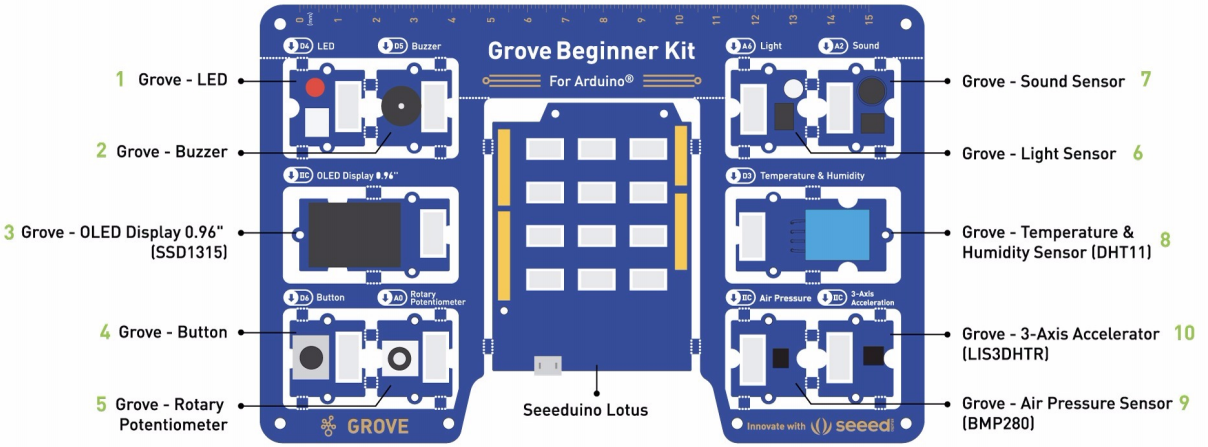 0 1 2 3 4 5 6 7 8 9 10 11 12 13 14 15
(mm)
D4 LED
D5 Buzzer
Grove Beginner Kit
For Arduino®
A6 Light
A2 Sound
1 Grove - LED
2 Grove - Buzzer
Grove - Sound Sensor 7
Grove - Light Sensor 6
IIC OLED Display 0.96"
D3 Temperature & Humidity
3 Grove - OLED Display 0.96"
(SSD1315)
Grove - Temperature &
Humidity Sensor (DHT11) 8
D6 Button
A0 Rotary
Potentiometer
IIC Air Pressure
IIC 3-Axis
Acceleration
4 Grove - Button
5 Grove - Rotary
Potentiometer
Seeeduino Lotus
Grove - 3-Axis Accelerator 10
(LIS3DHTR)
Grove - Air Pressure Sensor 9
(BMP280)
GROVE
Innovate with seeed